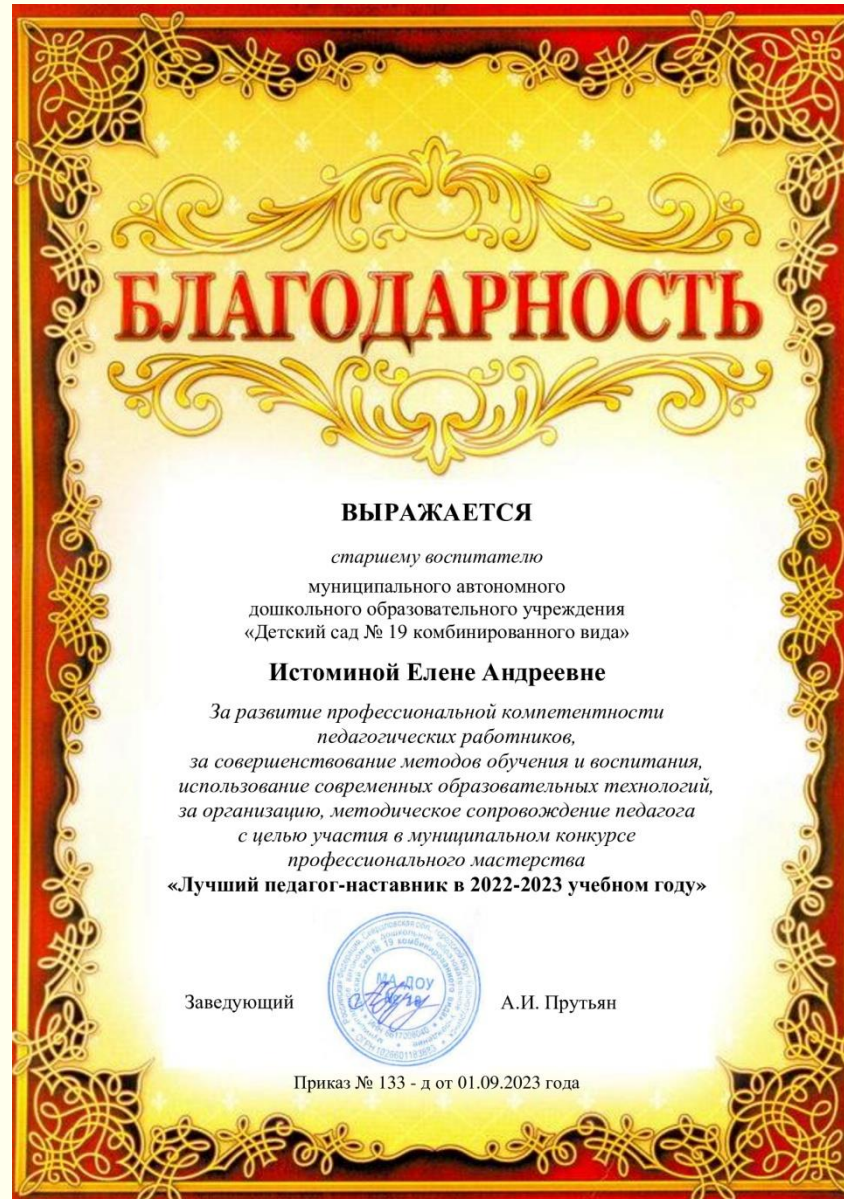 БЛАГОДАРНОСТЬ
ВЫРАЖАЕТСЯ
старшему воспитателю
муниципального автономного
дошкольного образовательного учреждения
«Детский сад № 19 комбинированного вида»
Истоминой Елене Андреевне
За развитие профессиональной компетентности
педагогических работников,
за совершенствование методов обучения и воспитания,
использование современных образовательных технологий,
за организацию, методическое сопровождение педагога
с целью участия в муниципальном конкурсе
профессионального мастерства
«Лучший педагог-наставник в 2022-2023 учебном году»
МА ДОУ
Заведующий
А.И. Прутьян
Приказ № 133 - д от 01.09.2023 года